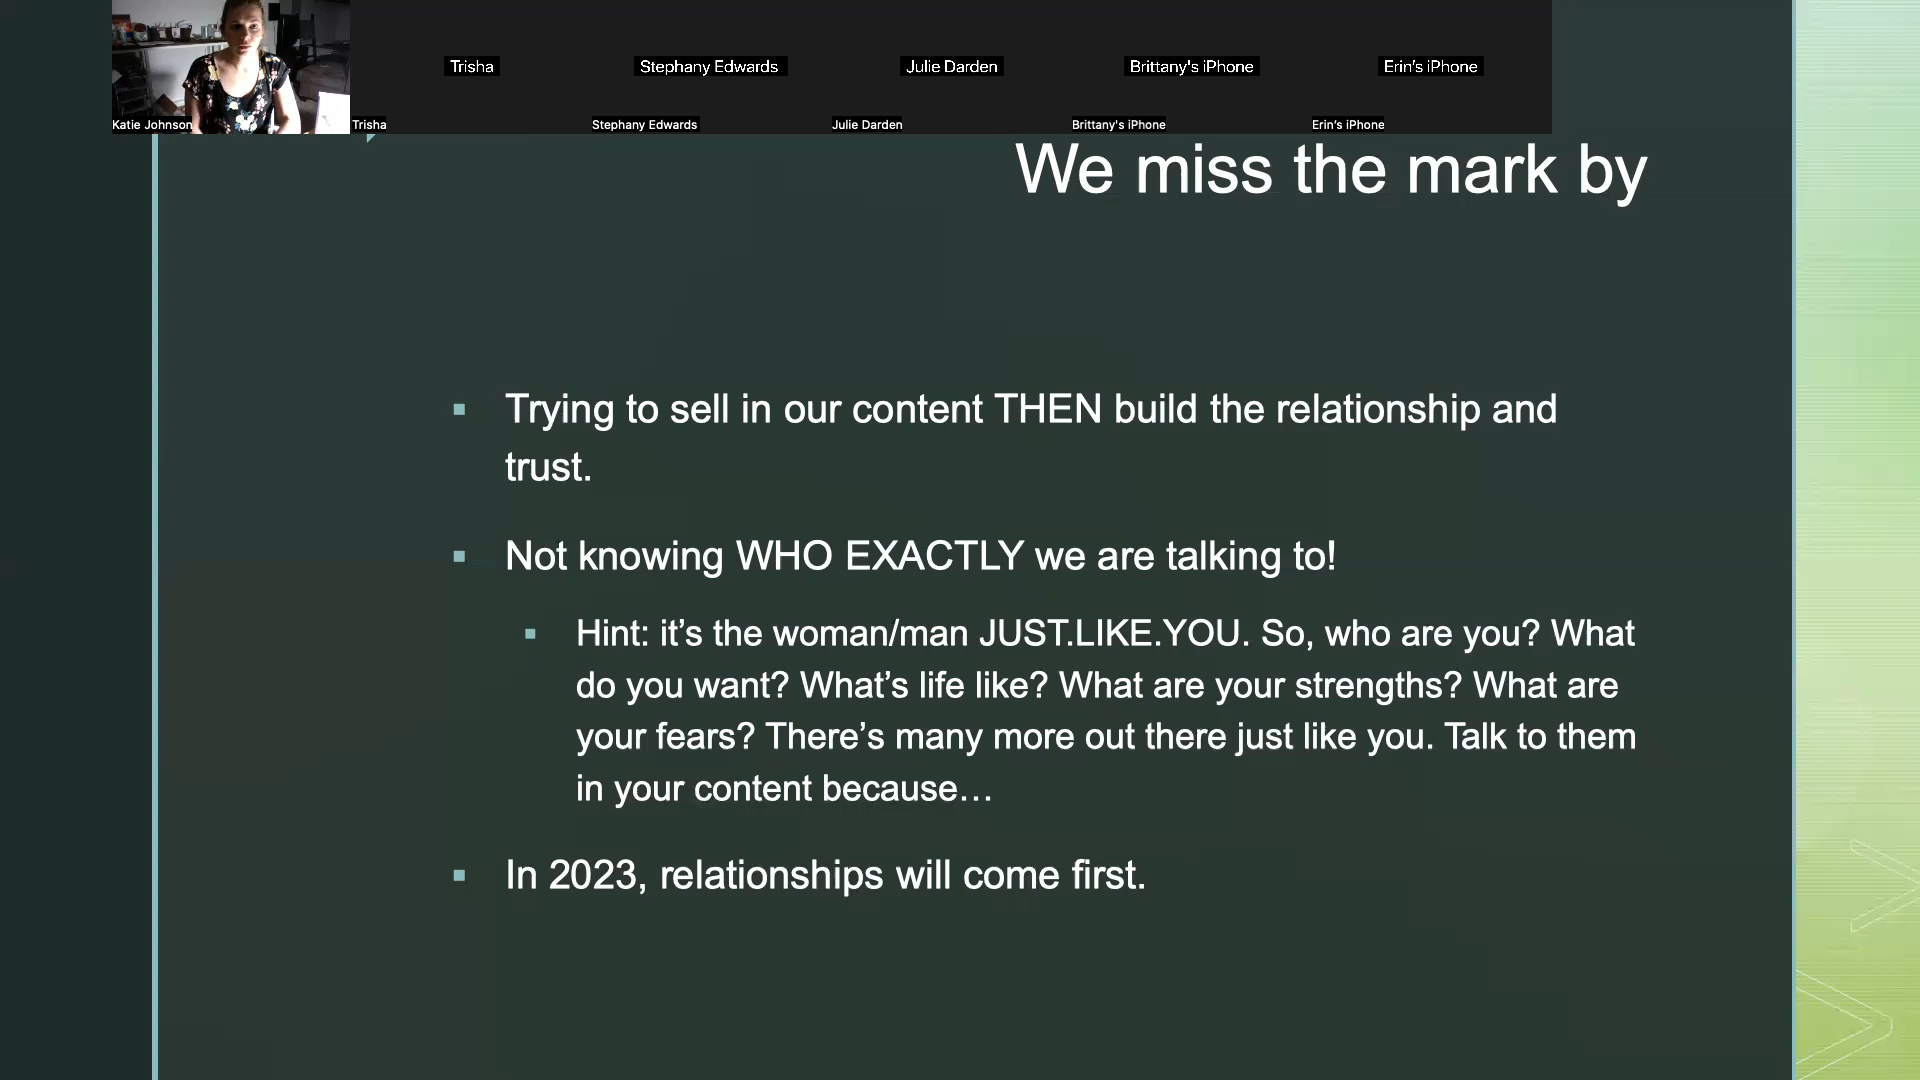 Trisha
Stephany Edwards
Julie Darden
Brittany's iPhone
Erin's iPhone
Katie Johnson
Trisha
Stephany Edwards
Julie Darden
Brittany's iPhone
Erin's iPhone
We miss the mark by
Trying to sell in our content THEN build the relationship and
trust.
Not knowing WHO EXACTLY we are talking to!
Hint: it’s the woman/man JUST.LIKE.YOU. So, who are you? What
do you want? What’s life like? What are your strengths? What are
your fears? There’s many more out there just like you. Talk to them
in your content because…
In 2023, relationships will come first.